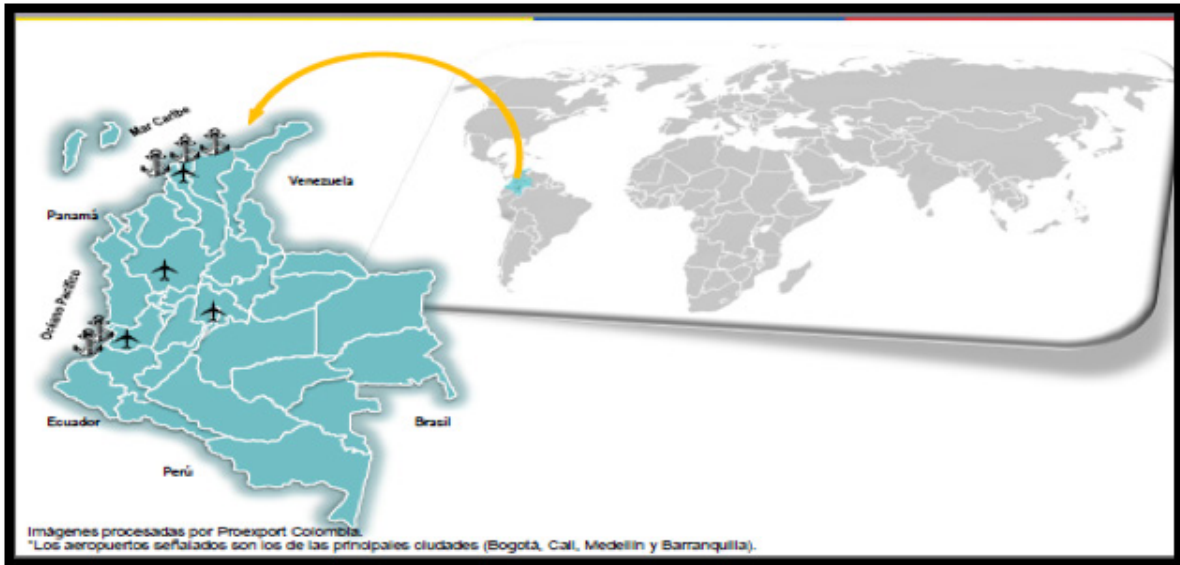 Mar Caribe
Venezuela
Panamá
Océano Pacífico
Ecuador
Brasil
Perú
Imágenes procesadas por Proexport Colombia.
*Los aeropuertos señalados son los de las principales ciudades (Bogotá, Cali, Medellín y Barranquilla).